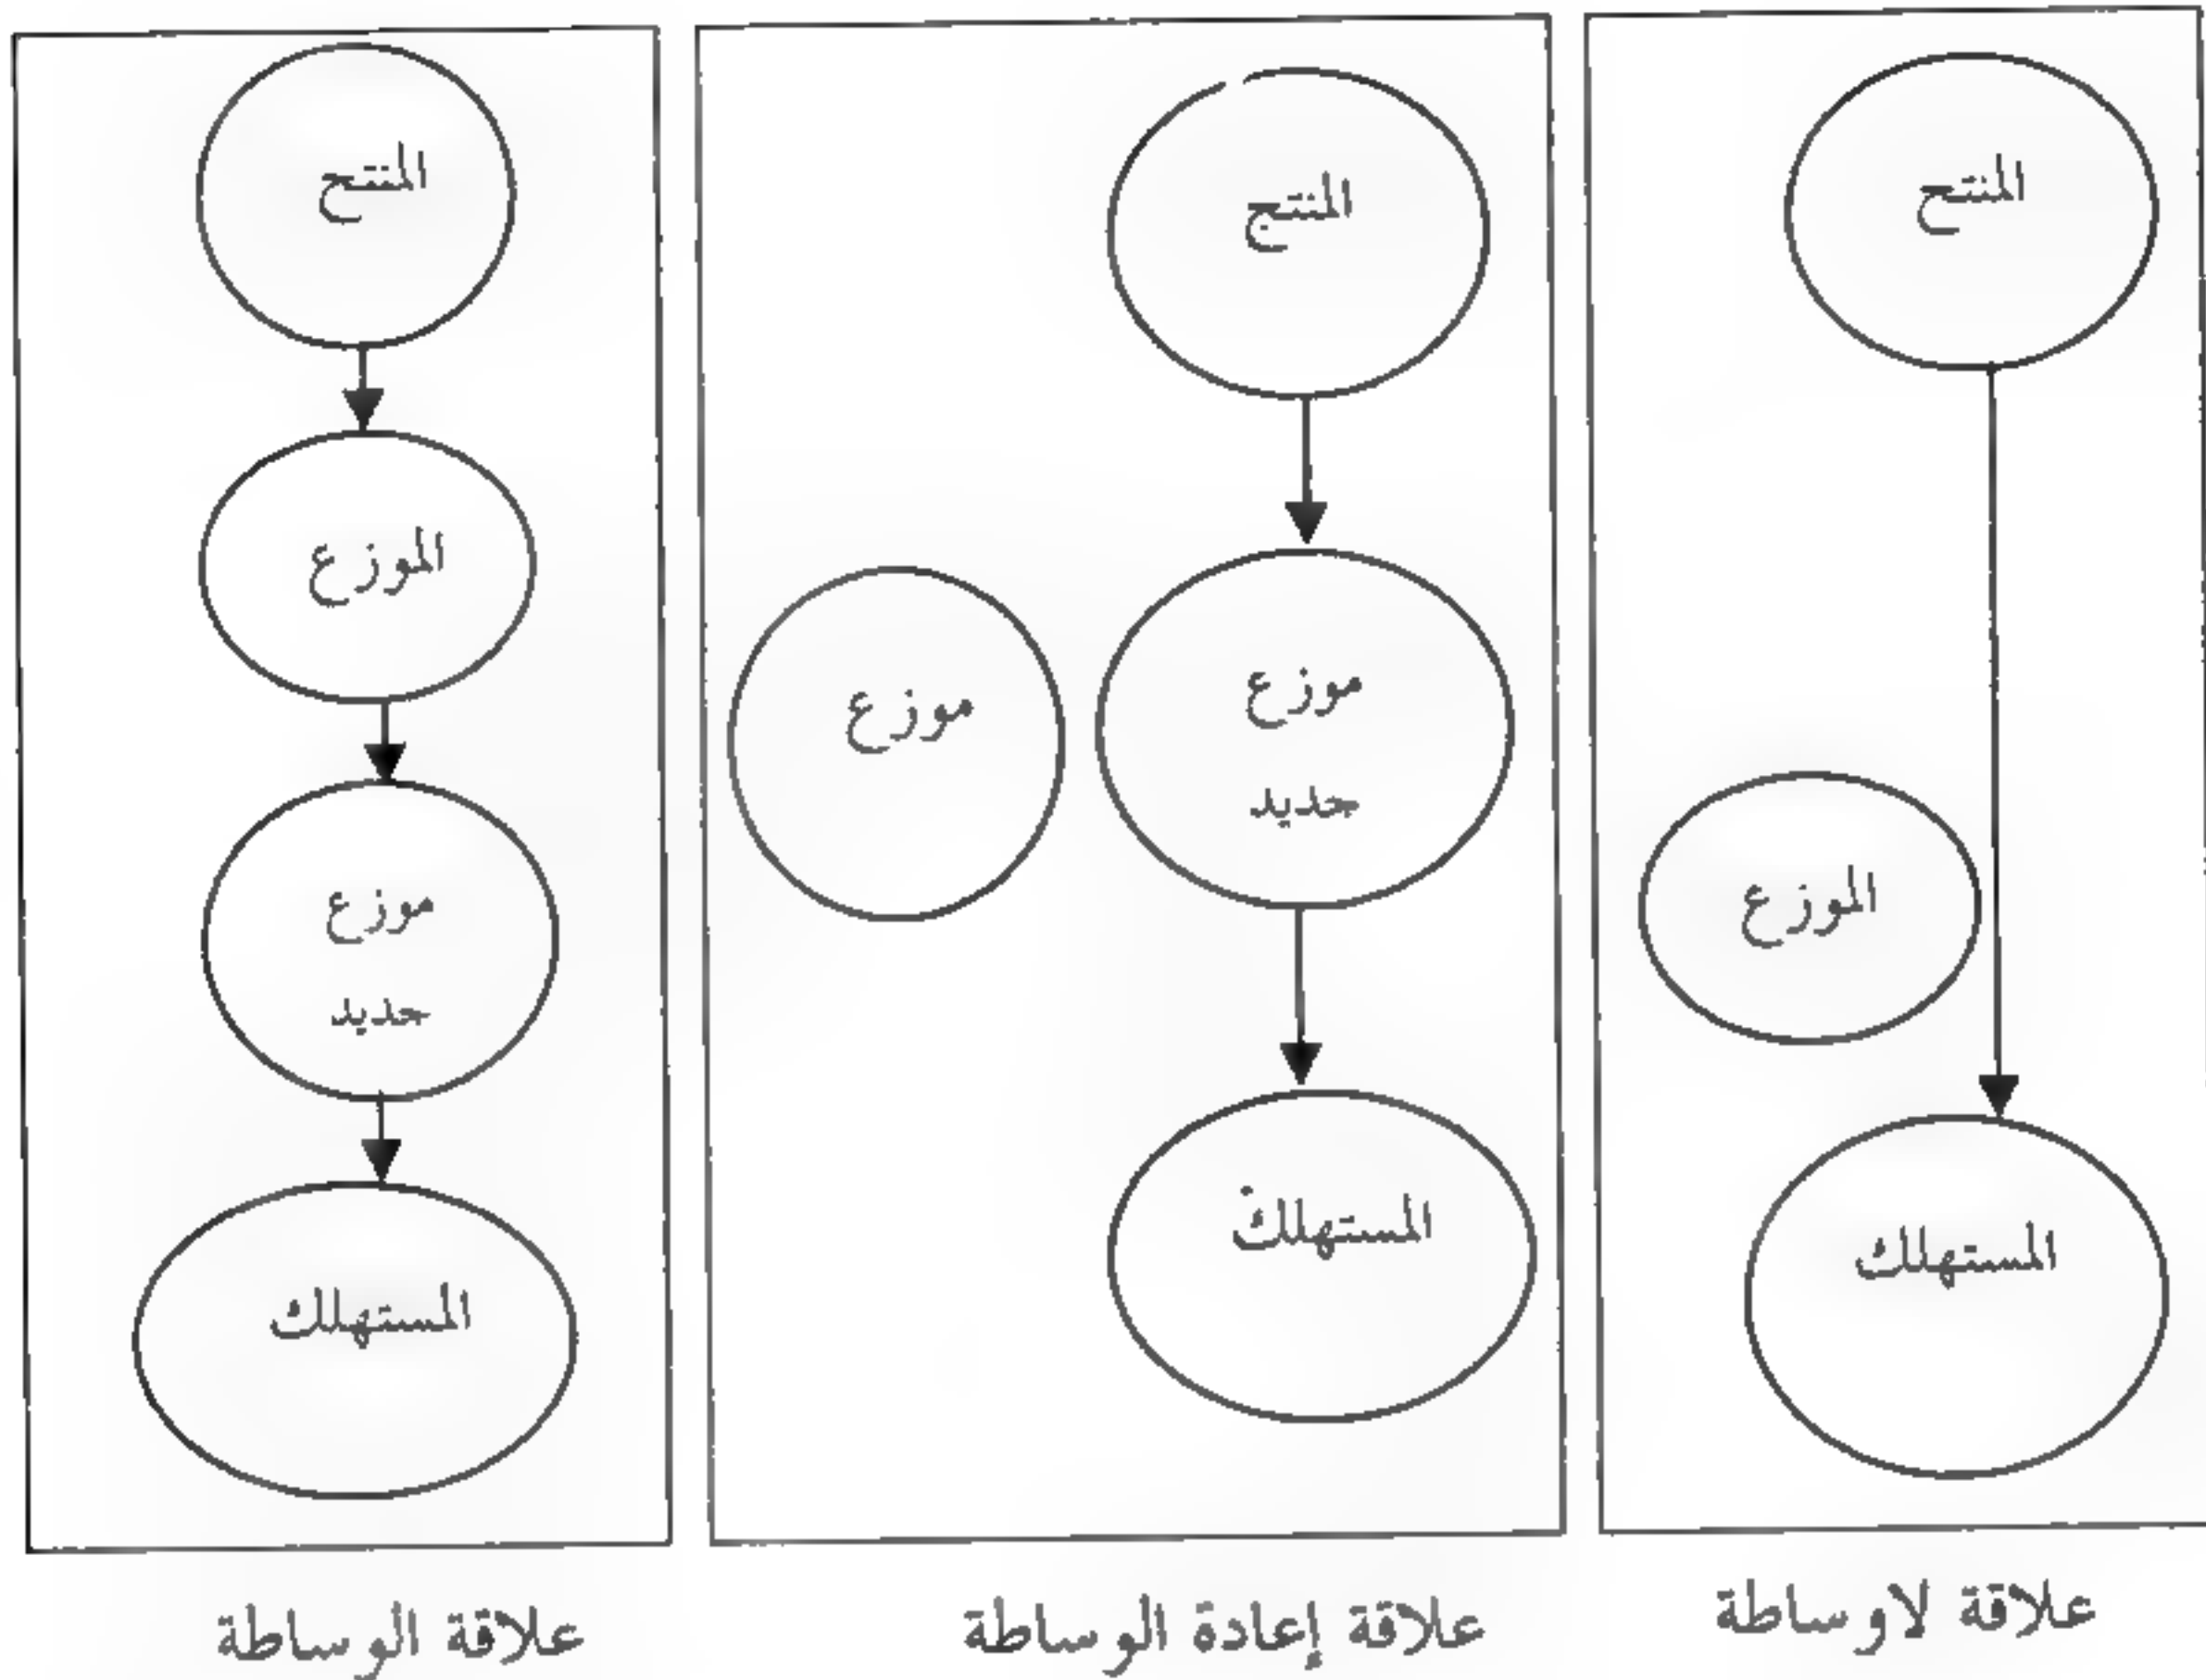 المنتج
الموزع
المستهلك
علاقة لاوساطة
المنتج
موزع
جديد
موزع
المستهلك
علاقة إعادة الوساطة
المنتج
الموزع
موزع
جديد
المستهلك
علاقة الوساطة